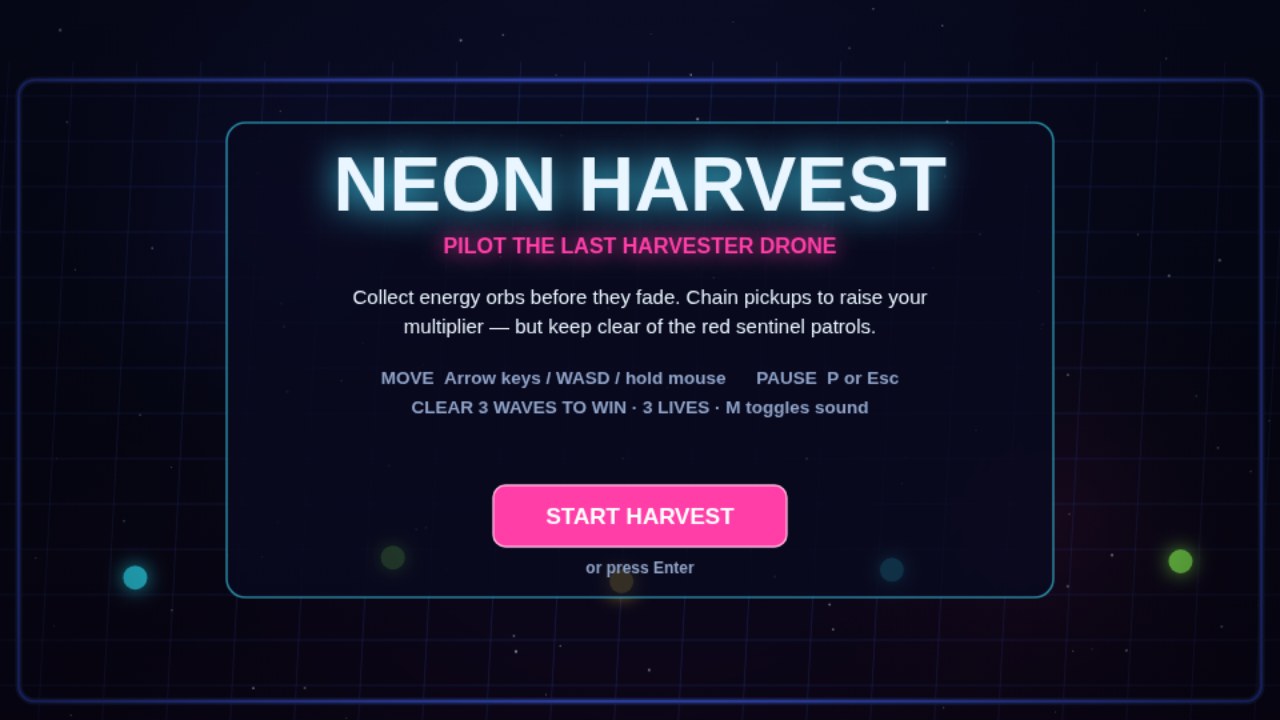 NEON HARVEST
PILOT THE LAST HARVESTER DRONE
Collect energy orbs before they fade. Chain pickups to raise your
multiplier — but keep clear of the red sentinel patrols.
MOVE Arrow keys / WASD / hold mouse PAUSE P or Esc
CLEAR 3 WAVES TO WIN · 3 LIVES · M toggles sound
START HARVEST
or press Enter